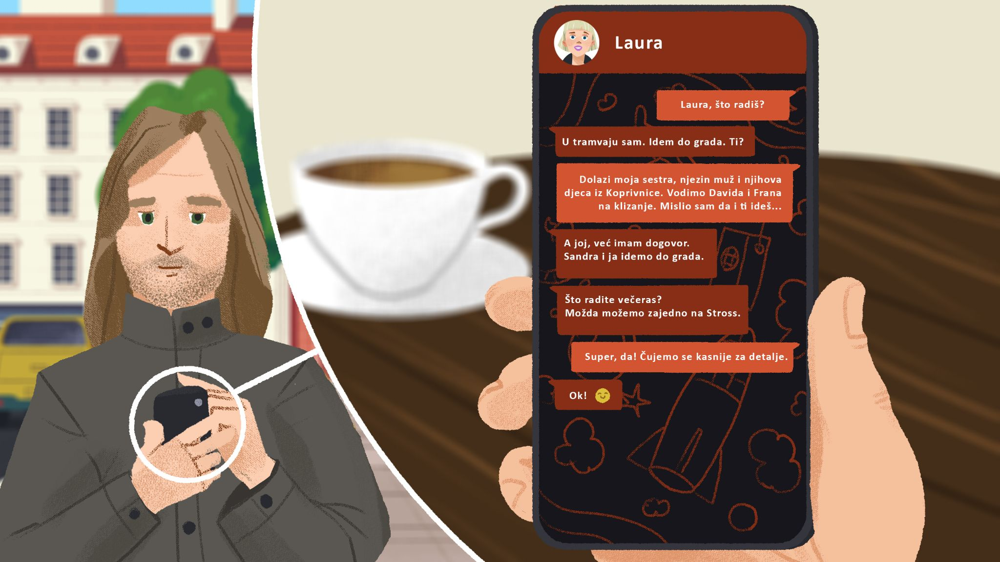 Laura
Laura, što radiš?
U tramvaju sam. Idem do grada. Ti?
Dolazi moja sestra, njezin muž i njihova
djeca iz Koprivnice. Vodimo Davida i Frana
na klizanje. Mislio sam da i ti ideš...
A joj, već imam dogovor.
Sandra i ja idemo do grada.
Što radite večeras?
Možda možemo zajedno na Stross.
Super, da! Čujemo se kasnije za detalje.
Ok! 😊